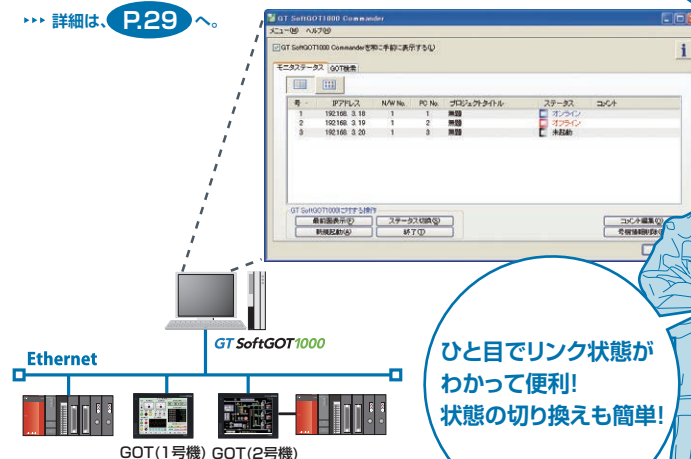 詳細は、P.29へ。
GT SoftGOT1000 Commander
メニュー(M) ヘルプ(H)
GT SoftGOT1000 Commanderを常に手前に表示する(L)
モニタステータス GOT検索
号 IPアドレス N/W No. PC No. プロジェクトタイトル ステータス コメント
1 192.168. 3. 18 1 1 無題 オンライン
2 192.168. 3. 19 1 2 無題 オフライン
3 192.168. 3. 20 1 3 無題 未起動
GT SoftGOT1000に対する操作
最前面表示(F) ステータス切換(S) コメント編集(O)
新規起動(A) 終了(T) 号機情報削除
GT SoftGOT1000
Ethernet
GOT(1号機) GOT(2号機)
ひと目でリンク状態が
わかって便利!
状態の切り換えも簡単!